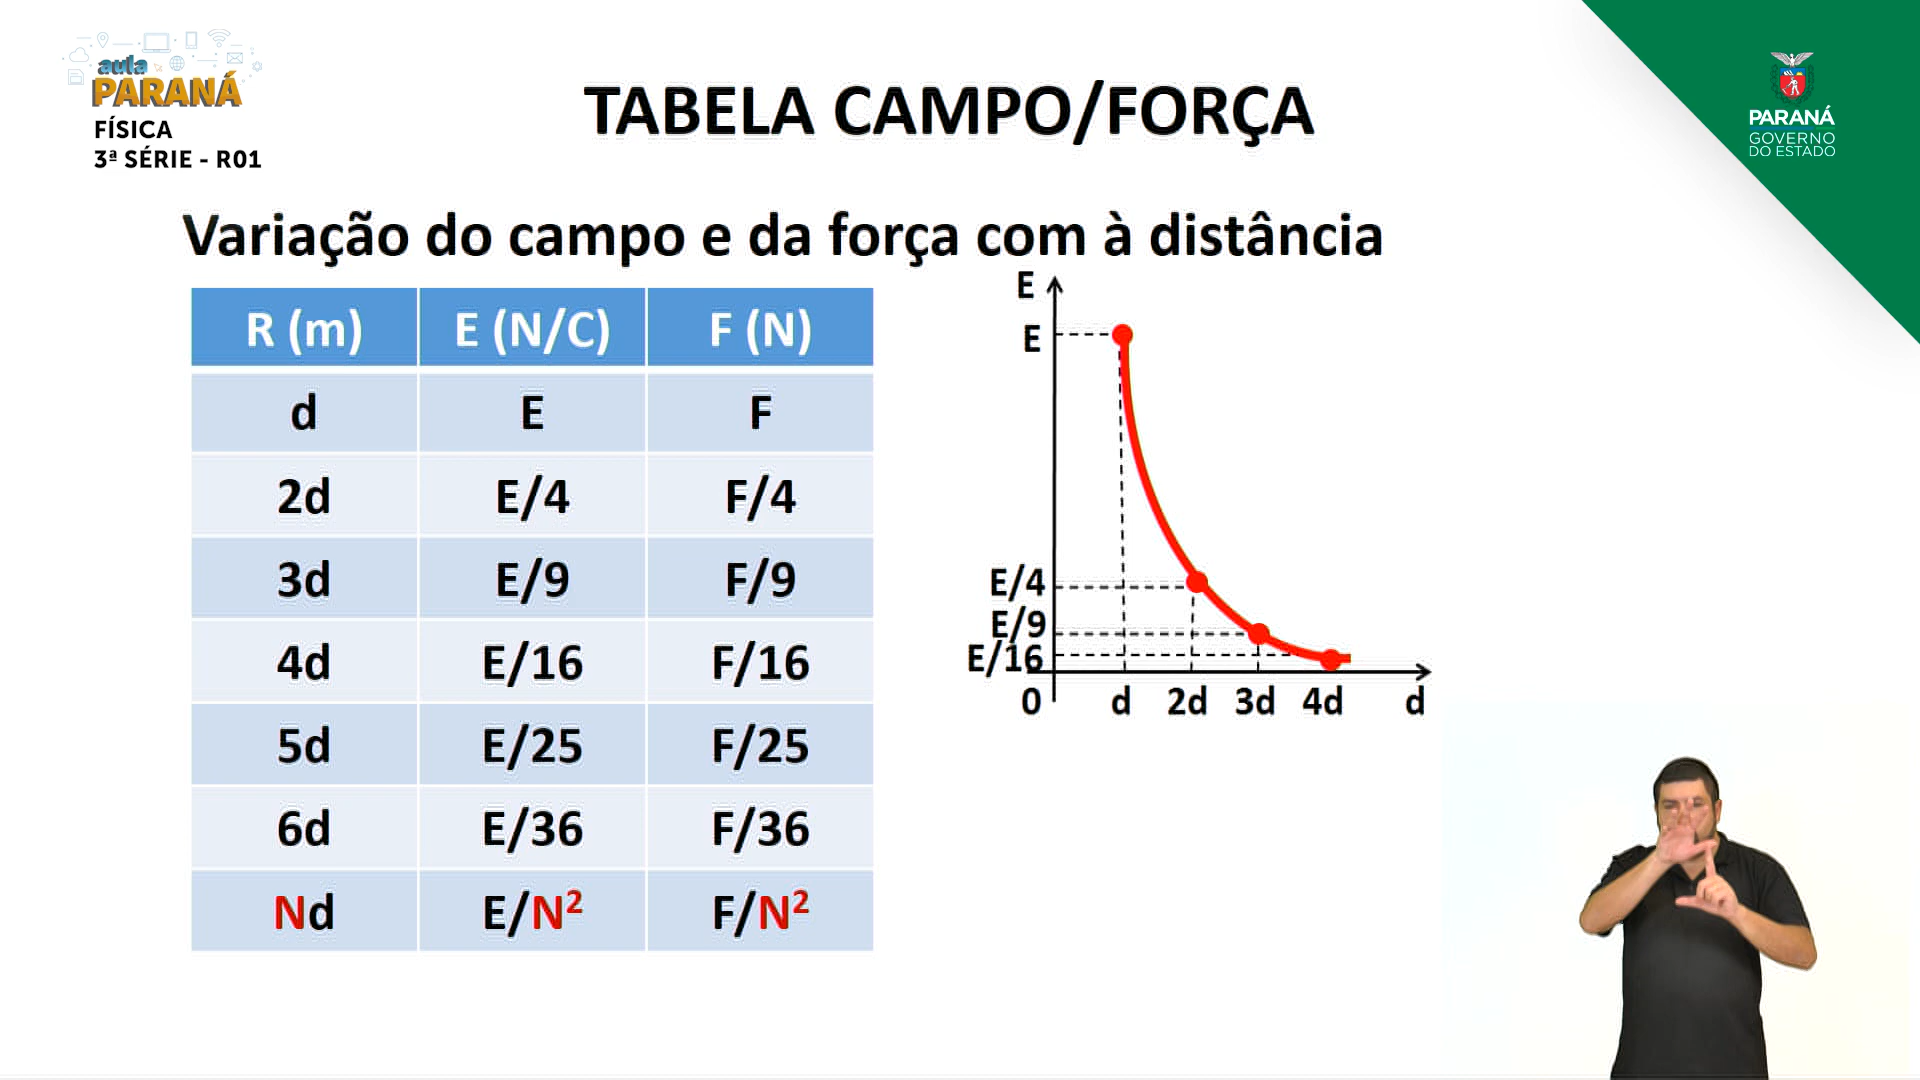 aula
PARANÁ
FÍSICA
3ª SÉRIE - R01
TABELA CAMPO/FORÇA
PARANÁ
GOVERNO
DO ESTADO
Variação do campo e da força com à distância
R (m) E (N/C) F (N)
d E F
2d E/4 F/4
3d E/9 F/9
4d E/16 F/16
5d E/25 F/25
6d E/36 F/36
Nd E/N² F/N²
E
E
E/4
E/9
E/16
0 d 2d 3d 4d d